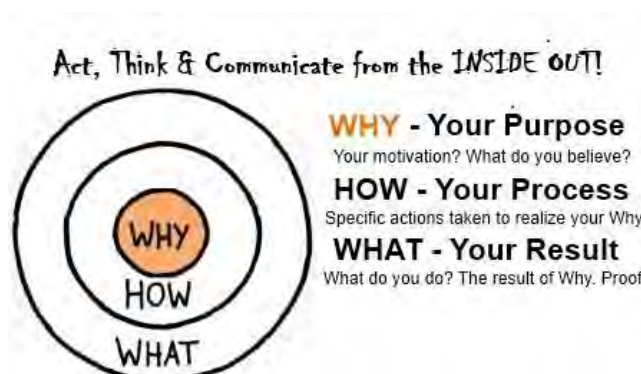 Act, Think & Communicate from the INSIDE OUT!
WHY - Your Purpose
Your motivation? What do you believe?
HOW - Your Process
Specific actions taken to realize your Why
WHAT - Your Result
What do you do? The result of Why. Proof
WHY
HOW
WHAT